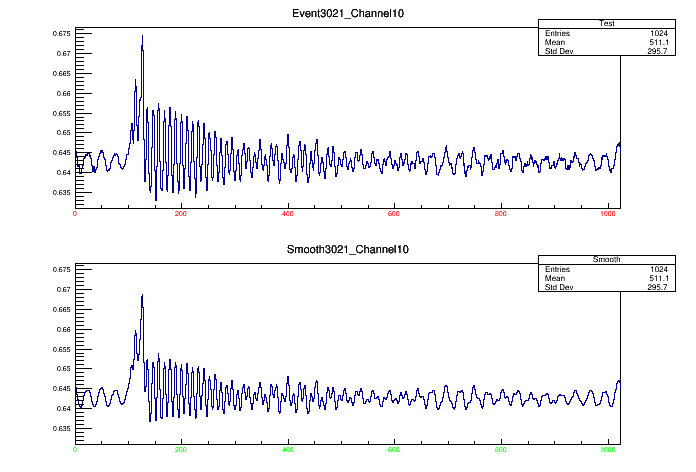 Event3021_Channel10
Test
Entries 1024
Mean 511.1
Std Dev 295.7
0.675
0.67
0.665
0.66
0.655
0.65
0.645
0.64
0.635
0 200 400 600 800 1000
Smooth3021_Channel10
Smooth
Entries 1024
Mean 511.1
Std Dev 295.7
0.675
0.67
0.665
0.66
0.655
0.65
0.645
0.64
0.635
0 200 400 600 800 1000